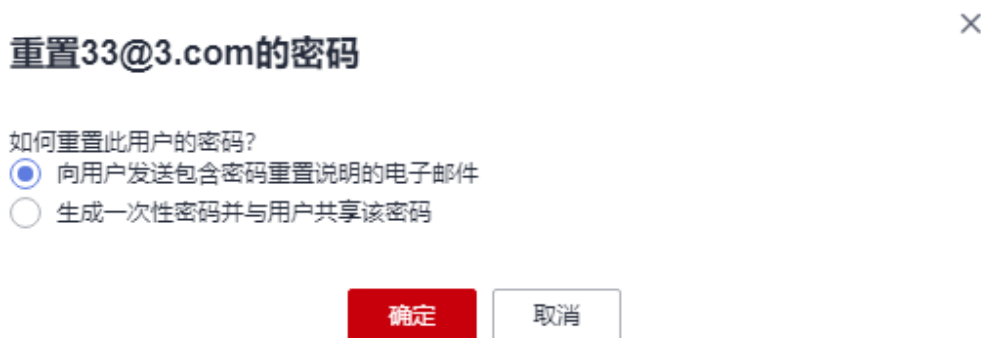 重置33@3.com的密码
如何重置此用户的密码?
向用户发送包含密码重置说明的电子邮件
生成一次性密码并与用户共享该密码
确定
取消